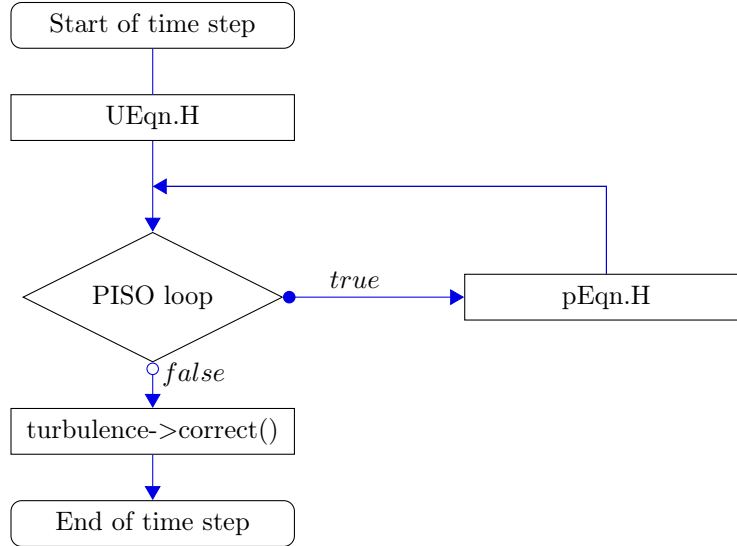 Start of time step
UEqn.H
PISO loop
true
pEqn.H
false
turbulence->correct()
End of time step